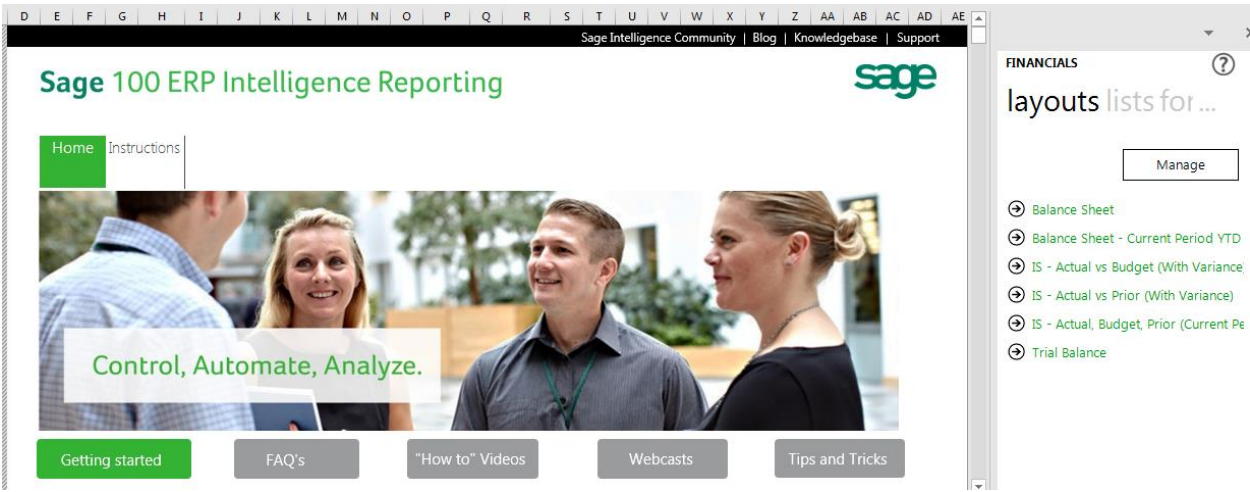 D E F G H I J K L M N O P Q R S T U V W X Y Z AA AB AC AD AE
Sage Intelligence Community | Blog | Knowledgebase | Support
Sage 100 ERP Intelligence Reporting
sage
Home Instructions
Control, Automate, Analyze.
Getting started FAQ's "How to" Videos Webcasts Tips and Tricks
FINANCIALS ?
layouts lists for ...
Manage
Balance Sheet
Balance Sheet - Current Period YTD
IS - Actual vs Budget (With Variance)
IS - Actual vs Prior (With Variance)
IS - Actual, Budget, Prior (Current Pe
Trial Balance